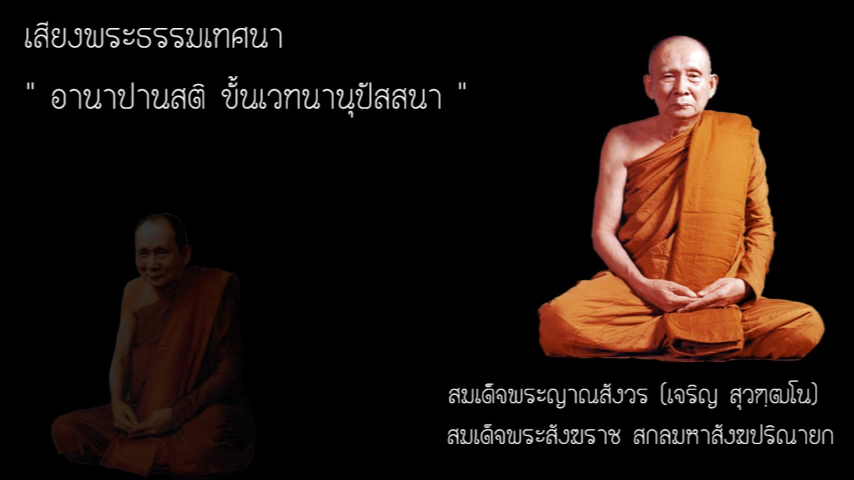 เสียงพระธรรมเทศนา
" อานาปานสติ ขั้นเวทนานุปัสสนา "
สมเด็จพระญาณสังวร (เจริญ สุวฑฺฒโน)
สมเด็จพระสังฆราช สกลมหาสังฆปริณายก